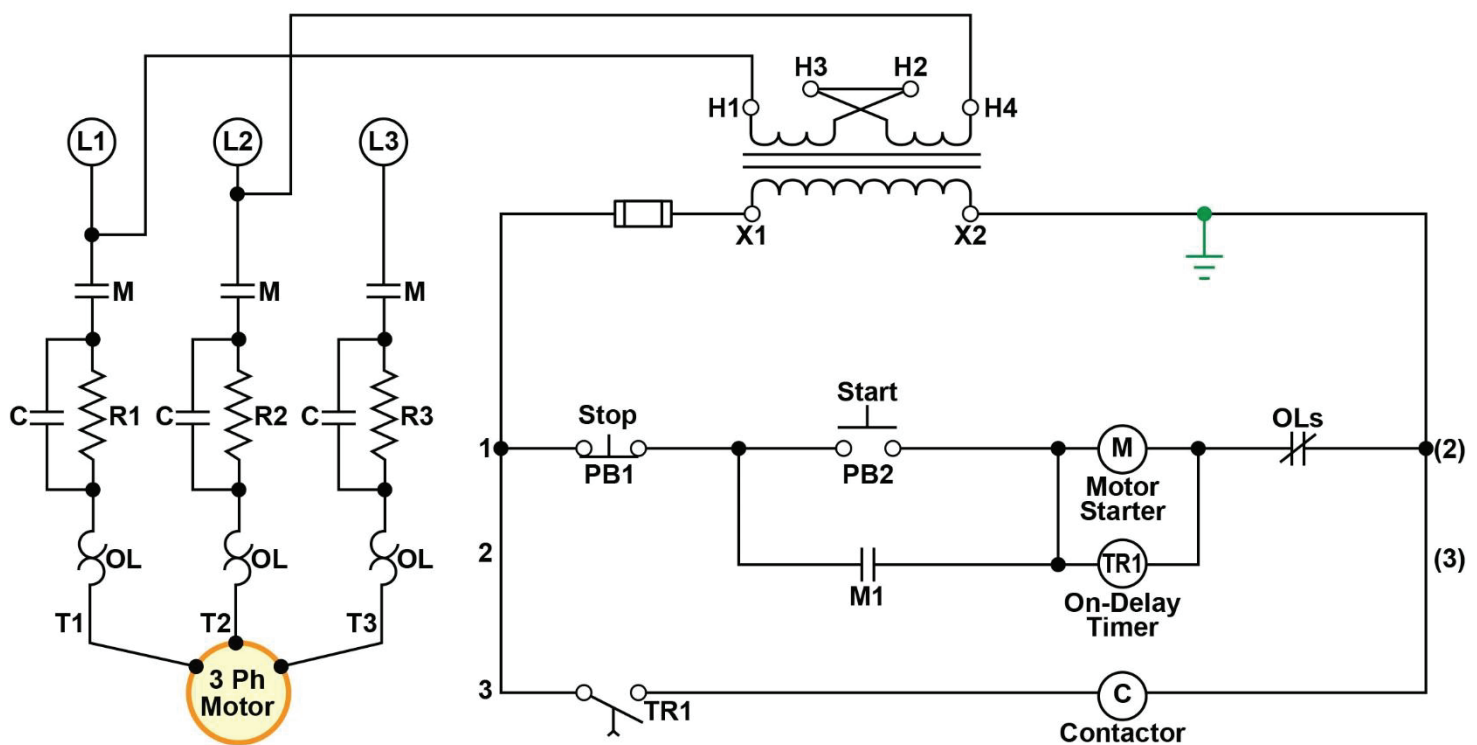 H3 H2
H1 H4
L1 L2 L3
X1 X2
M M M
C R1 C R2 C R3
Stop Start OLs
1 PB1 PB2 M (2)
Motor
Starter
OL OL OL
2 M1 TR1 (3)
On-Delay
Timer
T1 T2 T3
3 Ph
Motor
3 TR1 C
Contactor